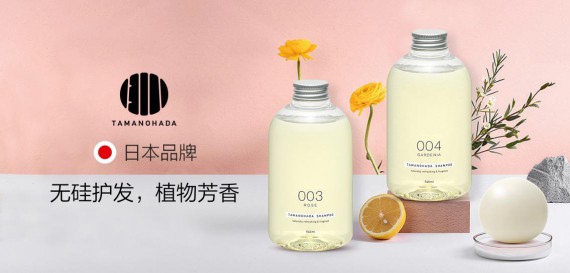 TAMANOHADA
日本品牌
无硅护发，植物芳香
003
ROSE
TAMANOHADA SHAMPOO
004
GARDENIA
TAMANOHADA SHAMPOO